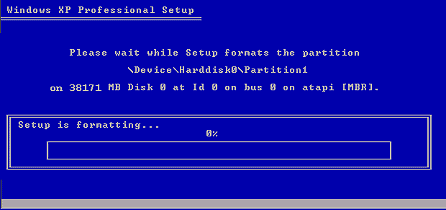 Windows XP Professional Setup
Please wait while Setup formats the partition
\Device\Harddisk0\Partition1
on 38171 MB Disk 0 at Id 0 on bus 0 on atapi [MBR].
Setup is formatting...
0%